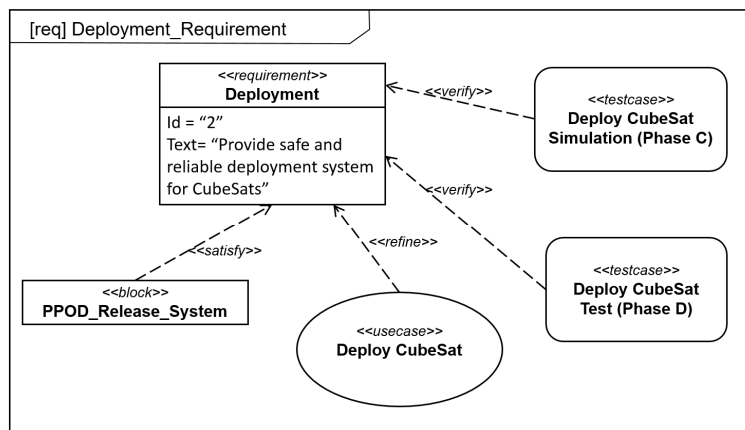 [req] Deployment_Requirement
<<requirement>>
Deployment
Id = “2”
Text= “Provide safe and
reliable deployment system
for CubeSats”
<<verify>>
<<testcase>>
Deploy CubeSat
Simulation (Phase C)
<<verify>>
<<satisfy>>
<<refine>>
<<testcase>>
Deploy CubeSat
Test (Phase D)
<<block>>
PPOD_Release_System
<<usecase>>
Deploy CubeSat